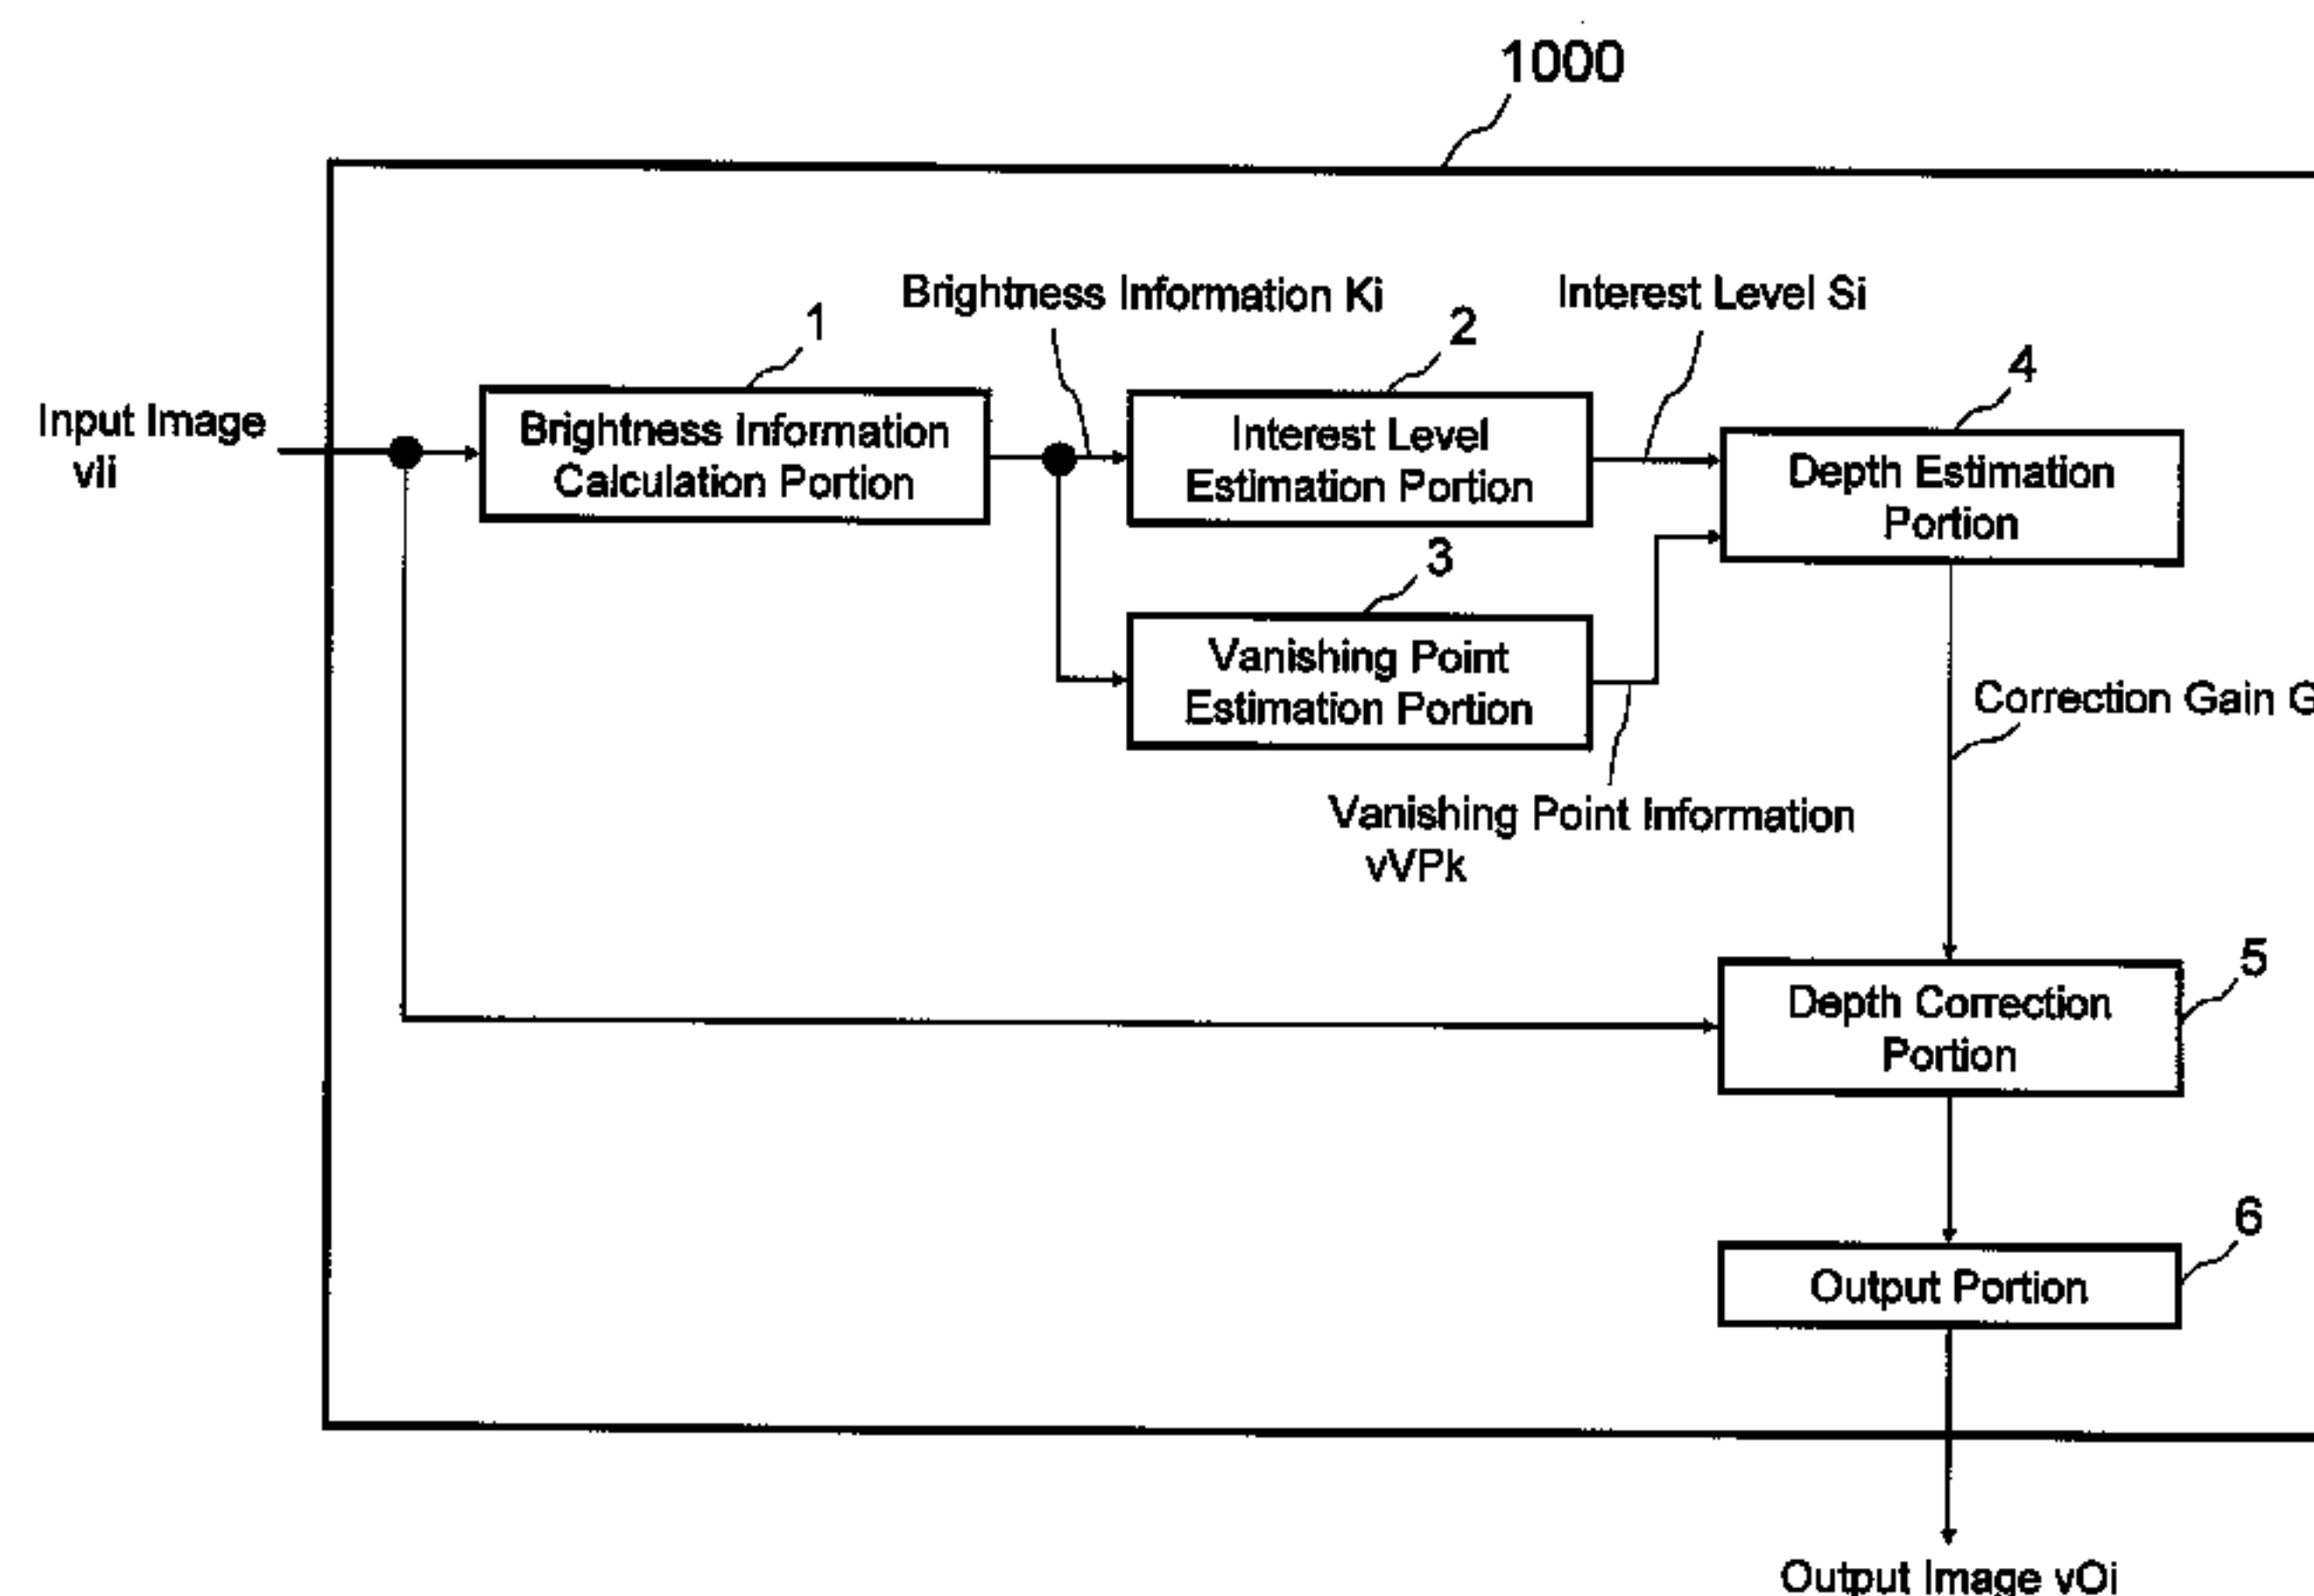 1000
Brightness Information Ki
Interest Level Si
1
2
4
Input Image
vIi
Brightness Information
Calculation Portion
Interest Level
Estimation Portion
Depth Estimation
Portion
3
Vanishing Point
Estimation Portion
Correction Gain G
Vanishing Point Information
vVPk
5
Depth Correction
Portion
6
Output Portion
Output Image vOi